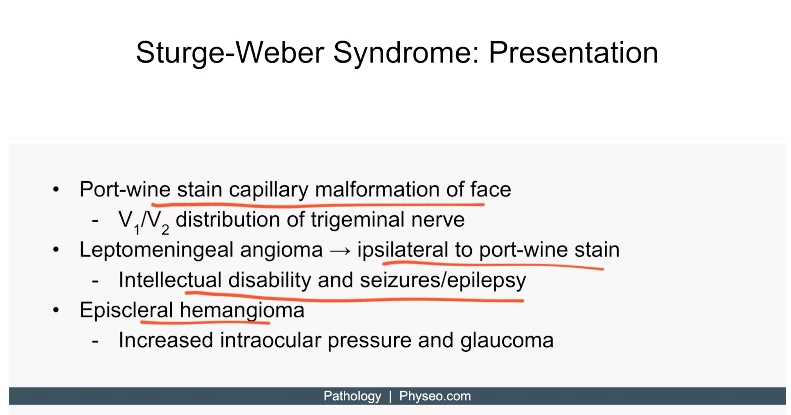 Sturge-Weber Syndrome: Presentation
• Port-wine stain capillary malformation of face
- V₁/V₂ distribution of trigeminal nerve
• Leptomeningeal angioma → ipsilateral to port-wine stain
- Intellectual disability and seizures/epilepsy
• Episcleral hemangioma
- Increased intraocular pressure and glaucoma
Pathology | Physeo.com